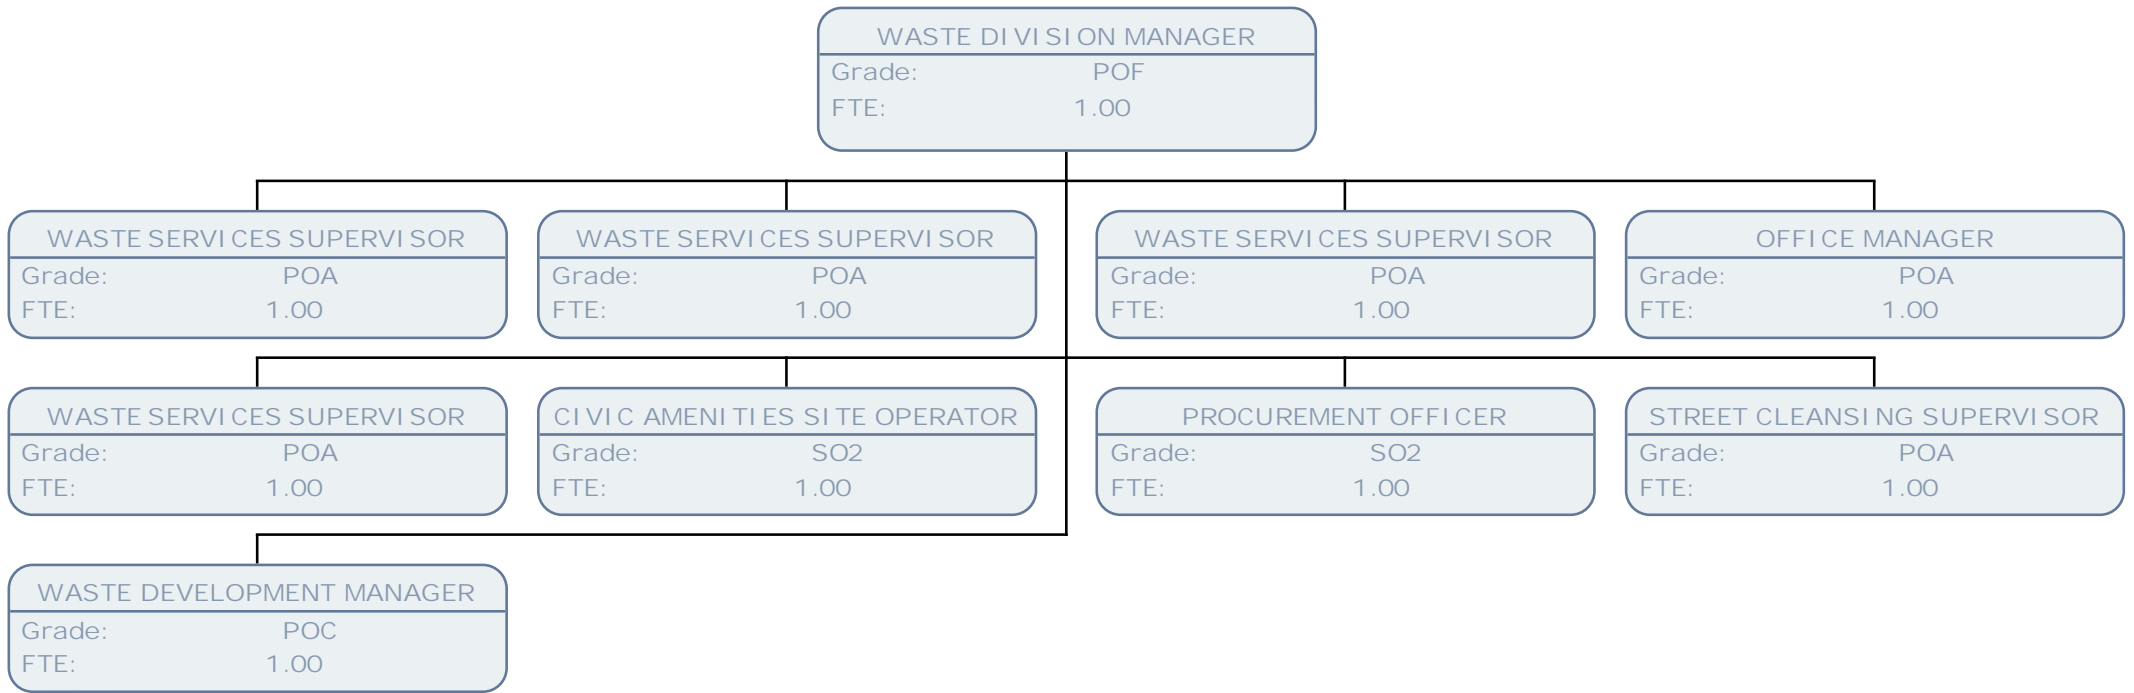 WASTE DIVISION MANAGER
Grade: POF
FTE: 1.00
WASTE SERVICES SUPERVISOR
Grade: POA
FTE: 1.00
WASTE SERVICES SUPERVISOR
Grade: POA
FTE: 1.00
WASTE SERVICES SUPERVISOR
Grade: POA
FTE: 1.00
OFFICE MANAGER
Grade: POA
FTE: 1.00
WASTE SERVICES SUPERVISOR
Grade: POA
FTE: 1.00
CIVIC AMENITIES SITE OPERATOR
Grade: SO2
FTE: 1.00
PROCUREMENT OFFICER
Grade: SO2
FTE: 1.00
STREET CLEANSING SUPERVISOR
Grade: POA
FTE: 1.00
WASTE DEVELOPMENT MANAGER
Grade: POC
FTE: 1.00